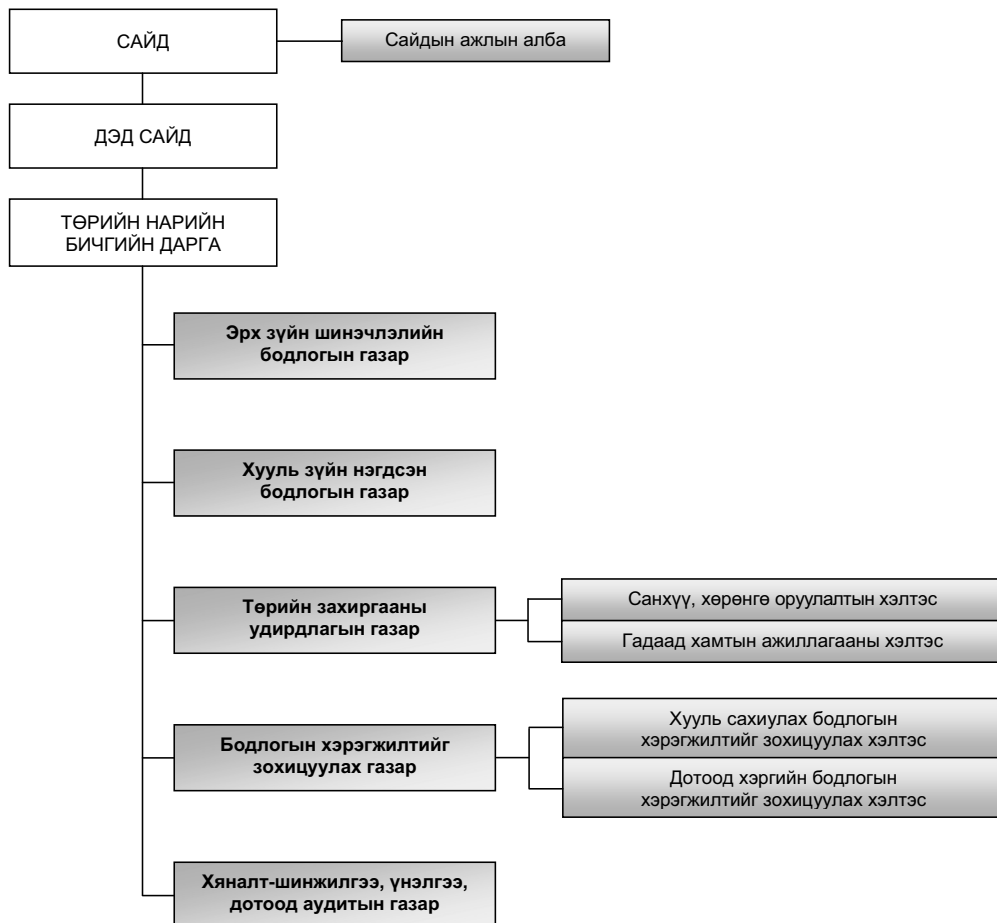 САЙД
Сайдын ажлын алба
ДЭД САЙД
ТӨРИЙН НАРИЙН
БИЧГИЙН ДАРГА
Эрх зүйн шинэчлэлийн
бодлогын газар
Хууль зүйн нэгдсэн
бодлогын газар
Төрийн захиргааны
удирдлагын газар
Санхүү, хөрөнгө оруулалтын хэлтэс
Гадаад хамтын ажиллагааны хэлтэс
Бодлогын хэрэгжилтийг
зохицуулах газар
Хууль сахиулах бодлогын
хэрэгжилтийг зохицуулах хэлтэс
Дотоод хэргийн бодлогын
хэрэгжилтийг зохицуулах хэлтэс
Хяналт-шинжилгээ, үнэлгээ,
дотоод аудитын газар